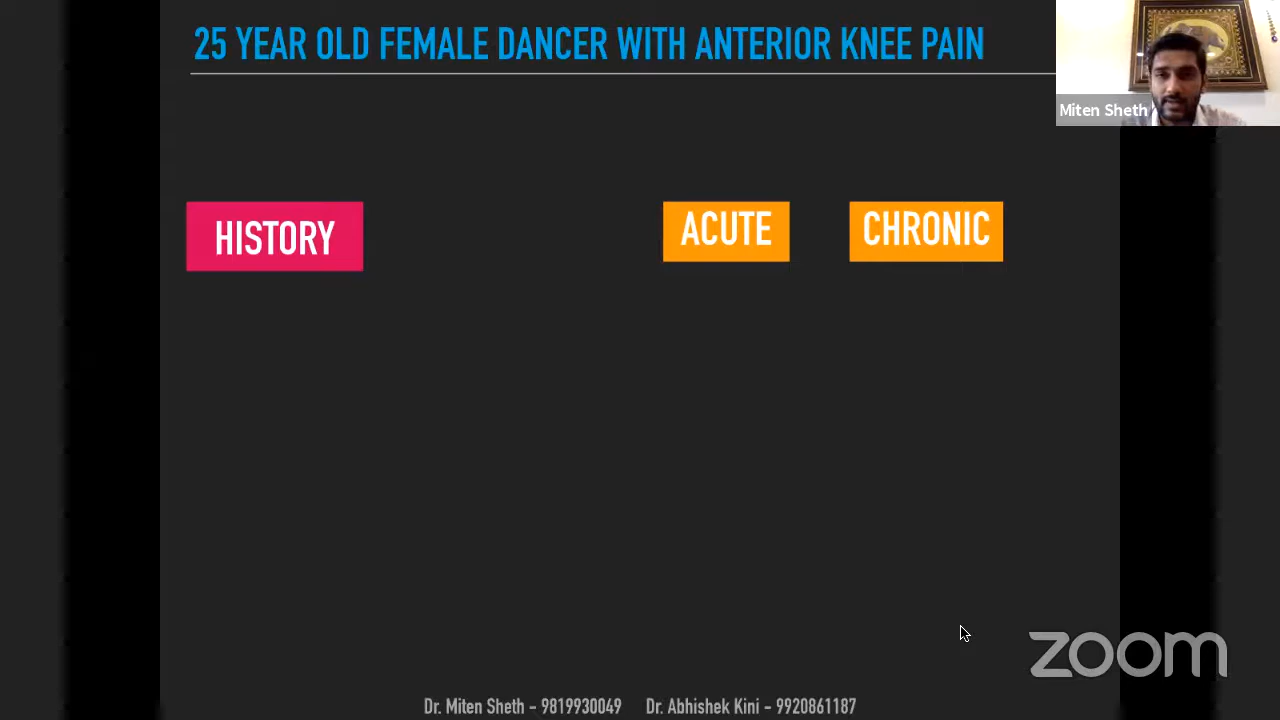 25 YEAR OLD FEMALE DANCER WITH ANTERIOR KNEE PAIN
Miten Sheth
HISTORY
ACUTE
CHRONIC
zoom
Dr. Miten Sheth - 9819930049 Dr. Abhishek Kini - 9920861187